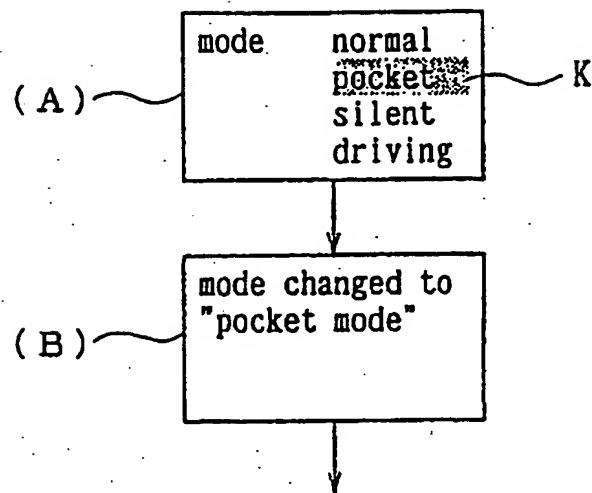 mode normal
(A) pocket K
silent
driving
mode changed to
(B) "pocket mode"